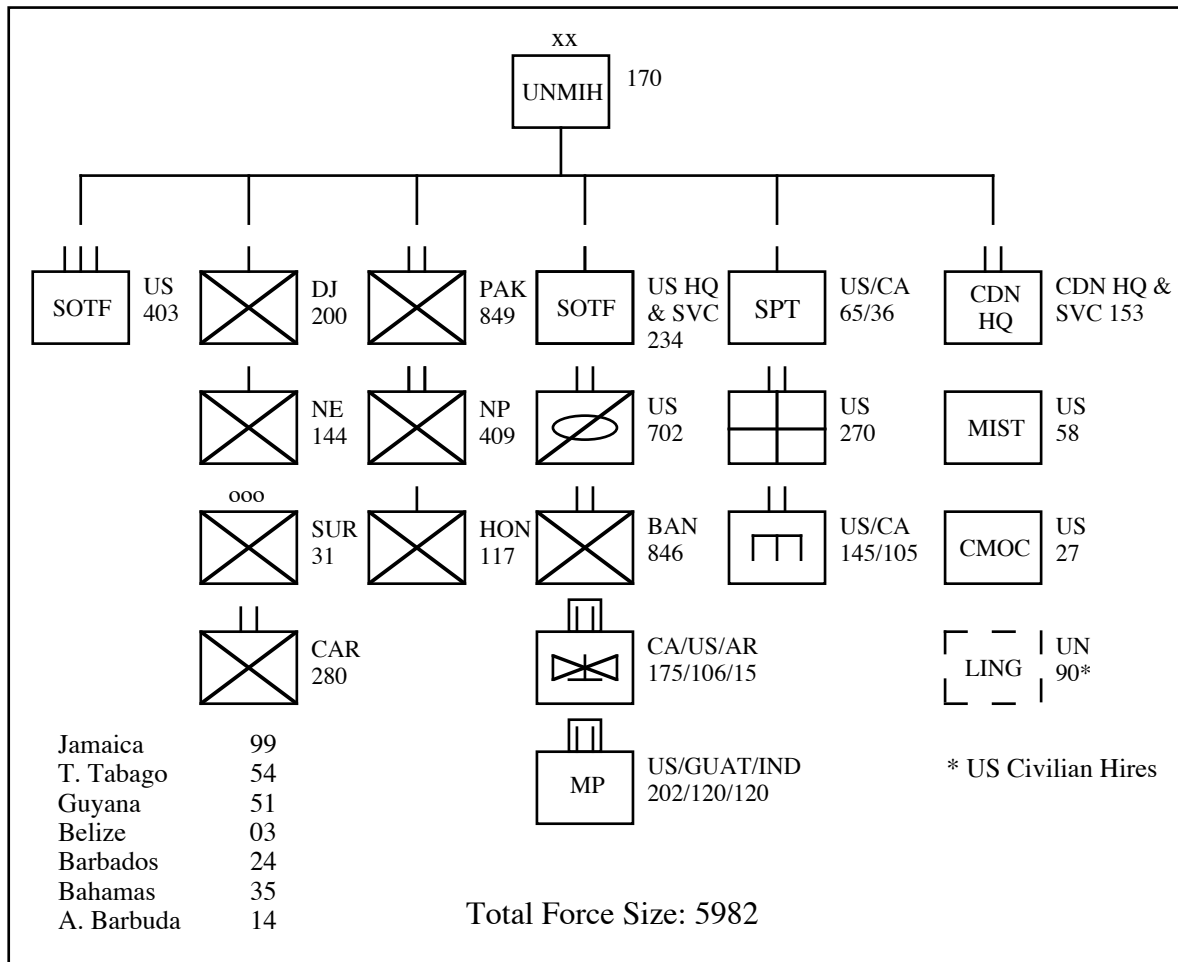 xx
UNMIH
170
SOTF
US
403
DJ
200
PAK
849
SOTF
US HQ
& SVC
234
SPT
US/CA
65/36
CDN
HQ
CDN HQ &
SVC 153
NE
144
NP
409
US
702
US
270
MIST
US
58
ooo
SUR
31
HON
117
BAN
846
US/CA
145/105
CMOC
US
27
CAR
280
CA/US/AR
175/106/15
LING
UN
90*
MP
US/GUAT/IND
202/120/120
* US Civilian Hires
Jamaica 99
T. Tabago 54
Guyana 51
Belize 03
Barbados 24
Bahamas 35
A. Barbuda 14
Total Force Size: 5982